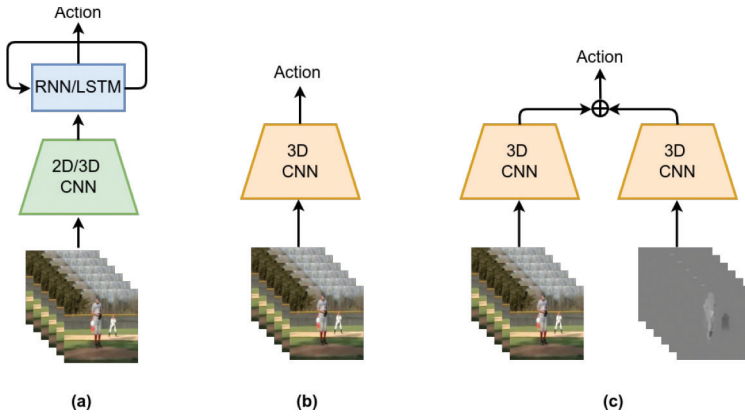 Action
RNN/LSTM
2D/3D
CNN
(a)
Action
3D
CNN
(b)
Action
3D
CNN
3D
CNN
(c)